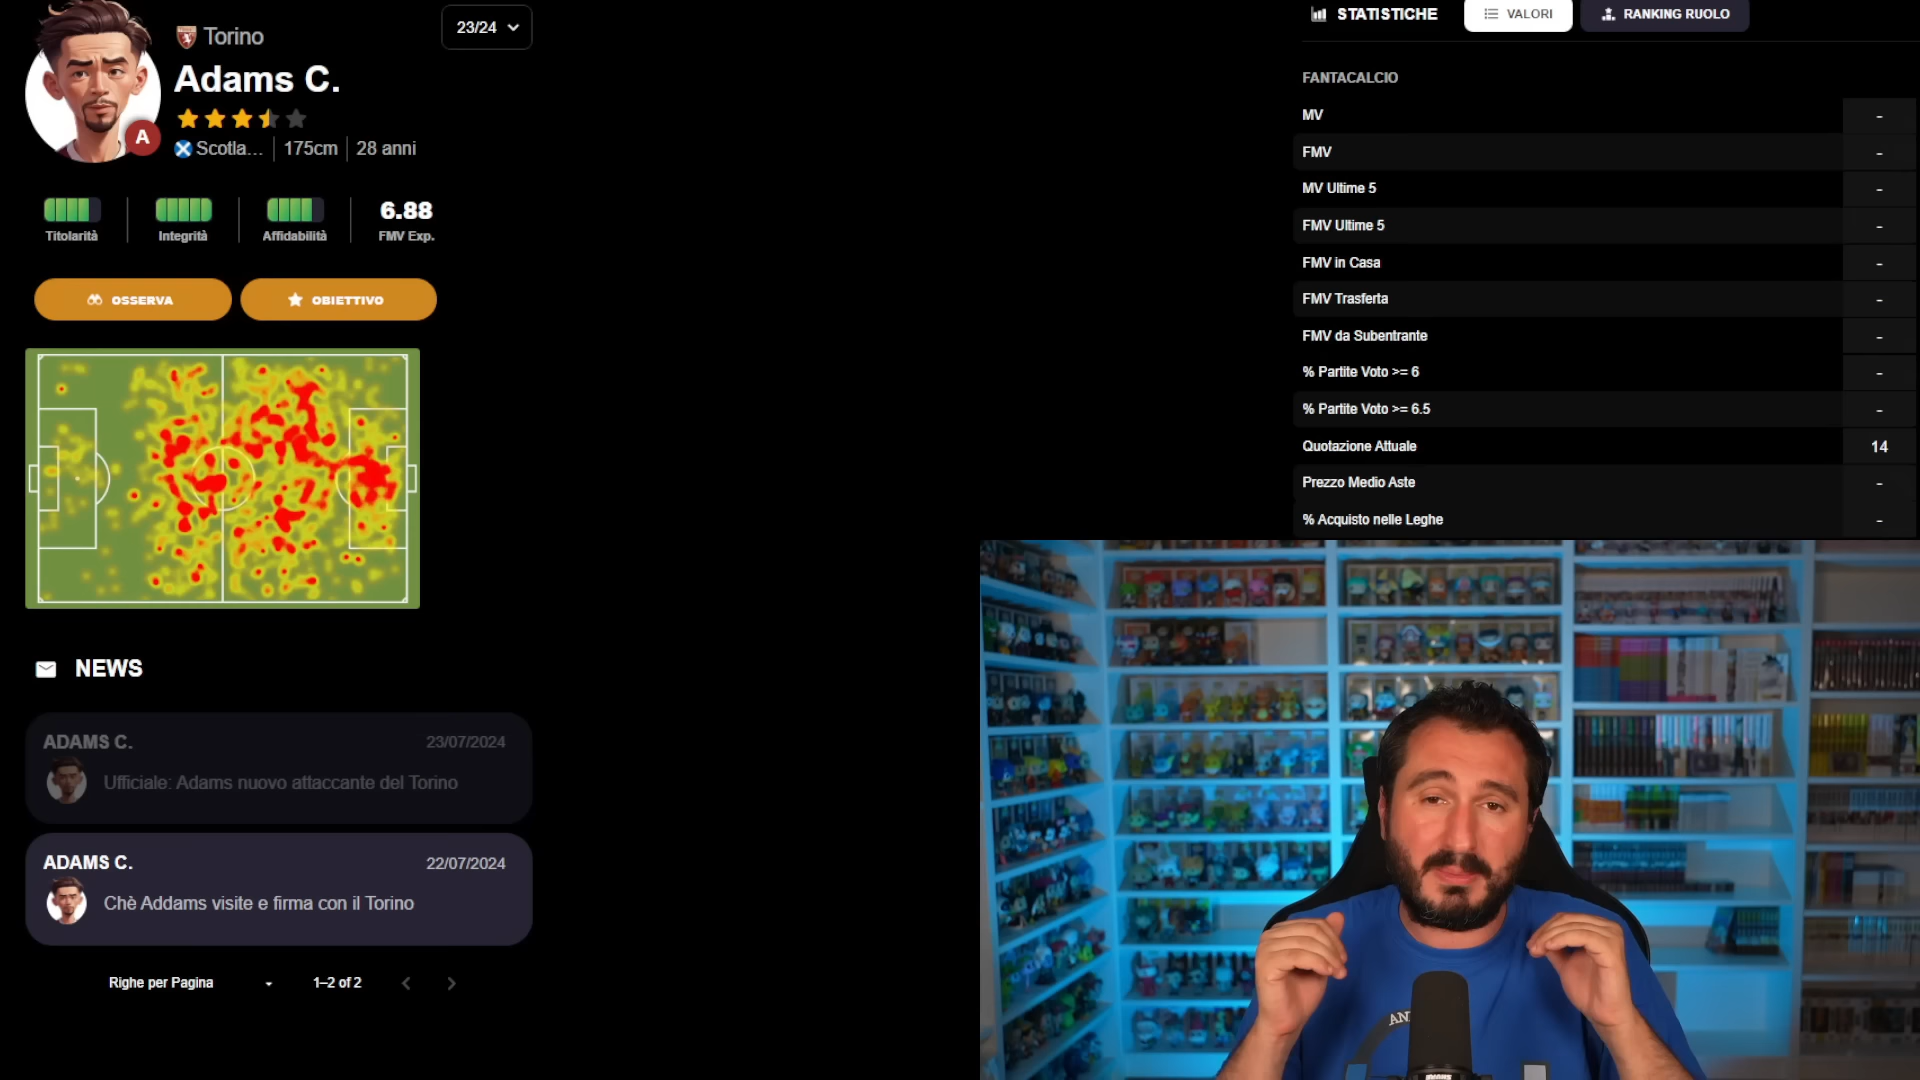 Torino
23/24
Adams C.
A
Scotla...
175cm
28 anni
Titolarità
Integrità
Affidabilità
6.88
FMV Exp.
OSSERVA
OBIETTIVO
NEWS
ADAMS C.
23/07/2024
Ufficiale: Adams nuovo attaccante del Torino
ADAMS C.
22/07/2024
Chè Addams visite e firma con il Torino
Righe per Pagina
1–2 of 2
STATISTICHE
VALORI
RANKING RUOLO
FANTACALCIO
MV -
FMV -
MV Ultime 5 -
FMV Ultime 5 -
FMV in Casa -
FMV Trasferta -
FMV da Subentrante -
% Partite Voto >= 6 -
% Partite Voto >= 6.5 -
Quotazione Attuale 14
Prezzo Medio Aste -
% Acquisto nelle Leghe -